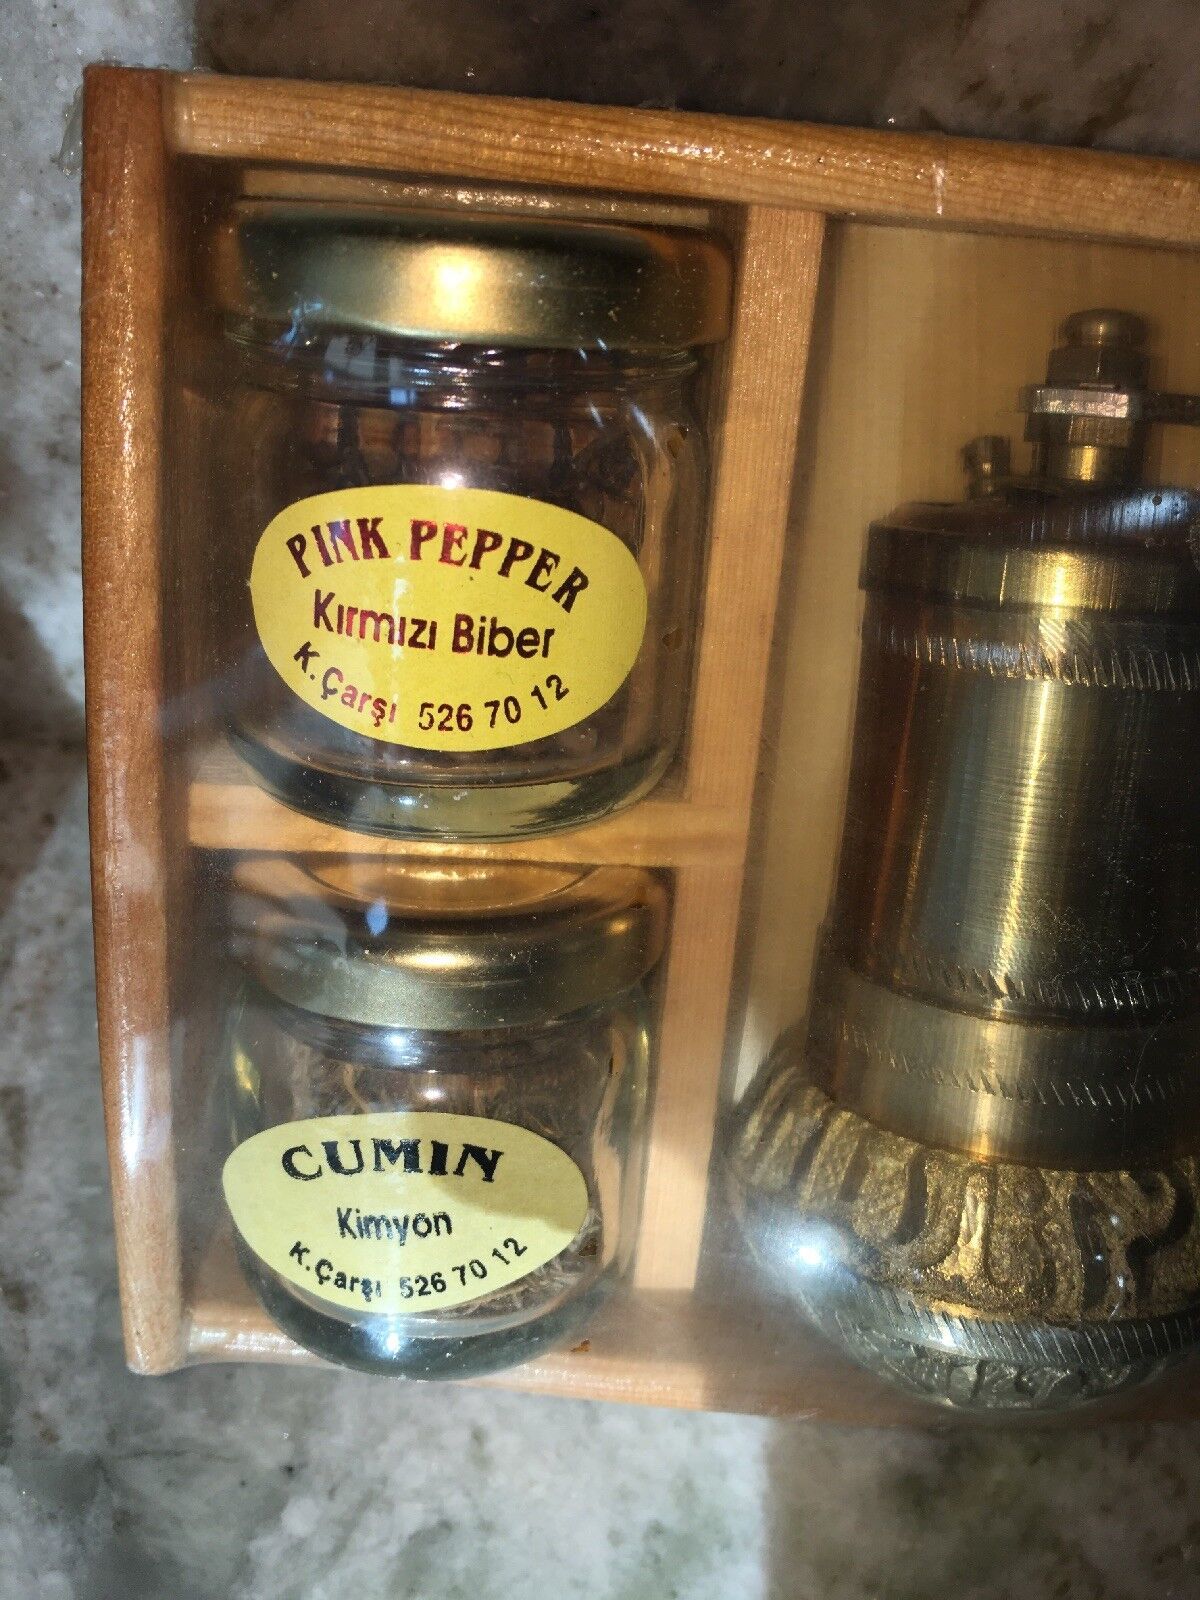 PINK PEPPER
Kırmızı Biber
K.Çarşı 526 70 12
CUMIN
Kimyon
K.Çarşı 526 70 12